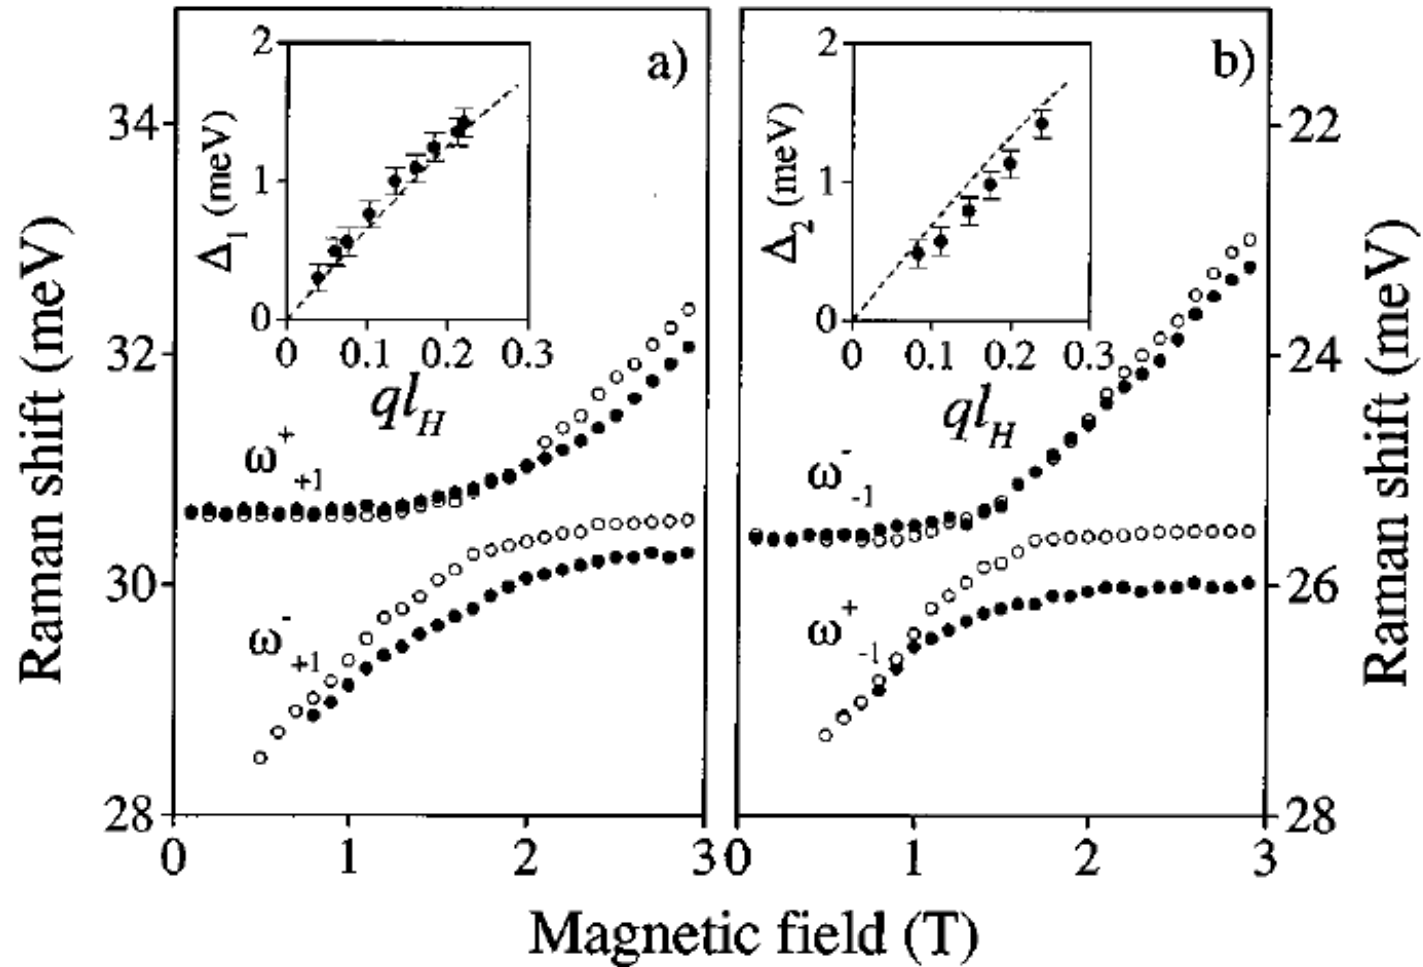 a)
2
1
0
Δ1 (meV)
0 0.1 0.2 0.3
qlH
34
32
30
28
Raman shift (meV)
ω+ +1
ω- +1
0 1 2 3
b)
2
1
0
Δ2 (meV)
0 0.1 0.2 0.3
qlH
ω- -1
ω+ -1
22
24
26
28
Raman shift (meV)
0 1 2 3
Magnetic field (T)